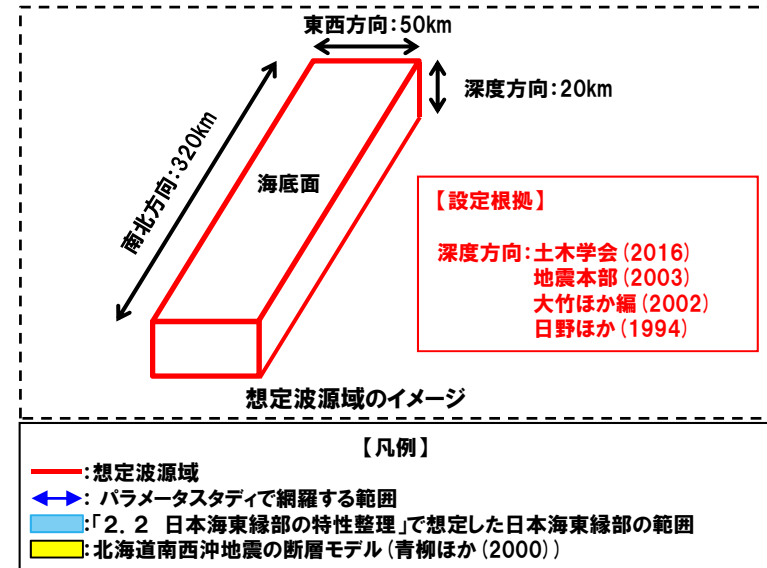 東西方向:50km
深度方向:20km
南北方向:320km
海底面
【設定根拠】
深度方向:土木学会(2016)
地震本部(2003)
大竹ほか編(2002)
日野ほか(1994)
想定波源域のイメージ
【凡例】
:想定波源域
: パラメータスタディで網羅する範囲
:「2.2 日本海東縁部の特性整理」で想定した日本海東縁部の範囲
:北海道南西沖地震の断層モデル(青柳ほか(2000))